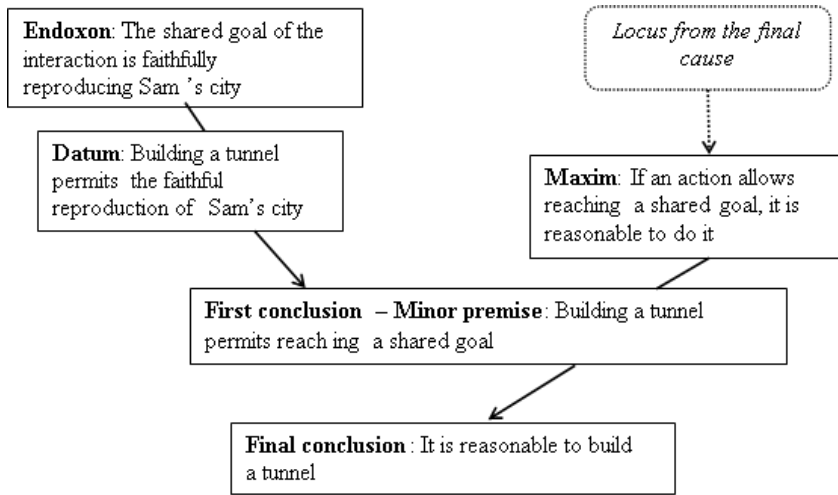 Endoxon: The shared goal of the
interaction is faithfully
reproducing Sam 's city
Locus from the final
cause
Datum: Building a tunnel
permits the faithful
reproduction of Sam's city
Maxim: If an action allows
reaching a shared goal, it is
reasonable to do it
First conclusion – Minor premise: Building a tunnel
permits reach ing a shared goal
Final conclusion : It is reasonable to build
a tunnel